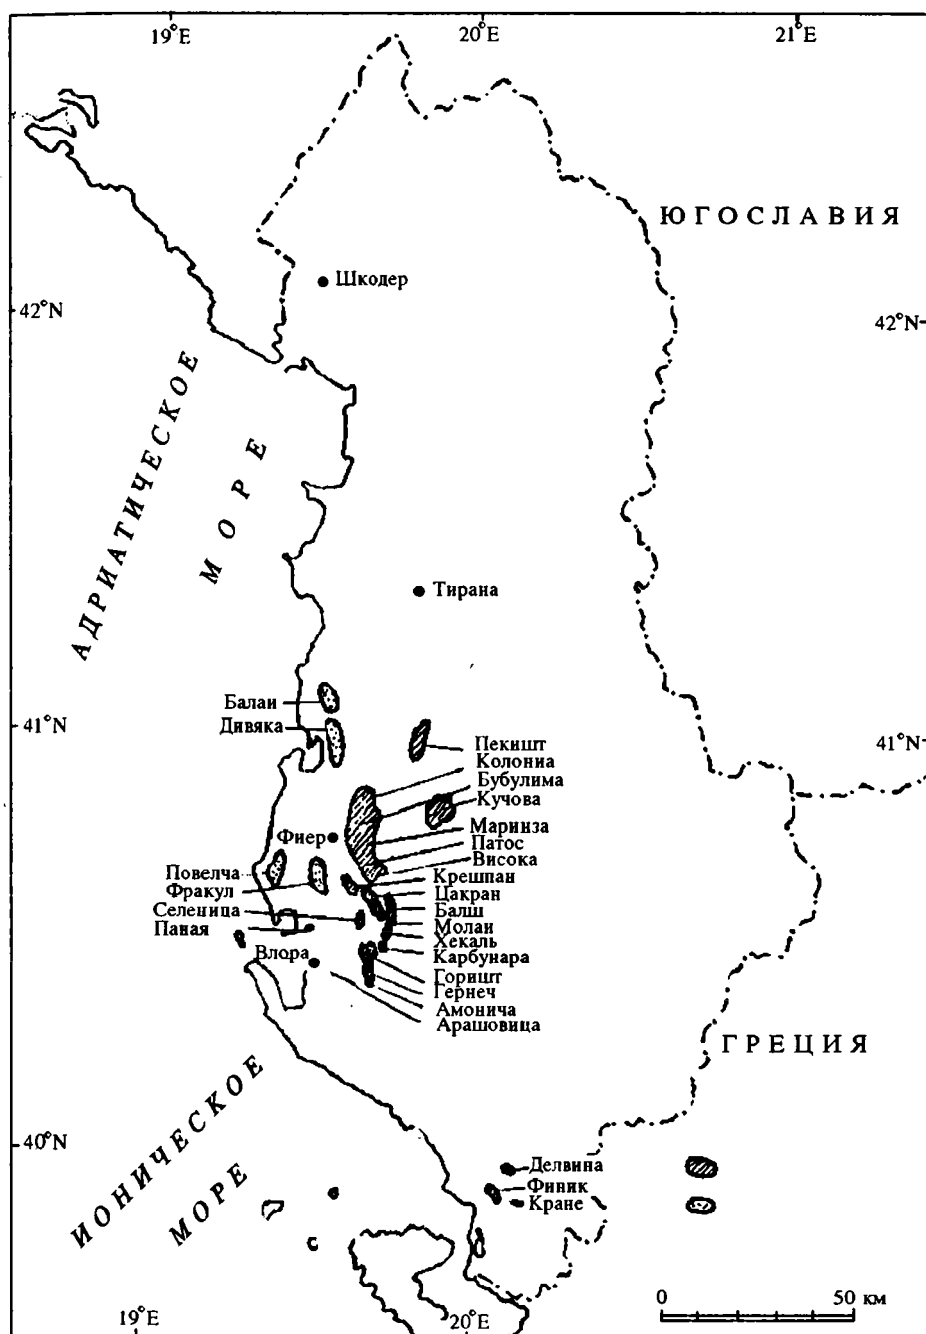 19°E
20°E
21°E
ЮГОСЛАВИЯ
Шкодер
42°N
42°N
АДРИАТИЧЕСКОЕ
МОРЕ
Тирана
Балаи
Дивяка
41°N
41°N
Пекишт
Колониа
Бубулима
Кучова
Маринза
Фиер
Патос
Висока
Повелча
Крешпан
Фракул
Цакран
Селеница
Балш
Паная
Молаи
Хекаль
Влора
Карбунара
Горишт
Гернеч
Амонича
Арашовица
ГРЕЦИЯ
ИОНИЧЕСКОЕ
МОРЕ
40°N
Делвина
Финик
Кране
0 50 км
19°E
20°E